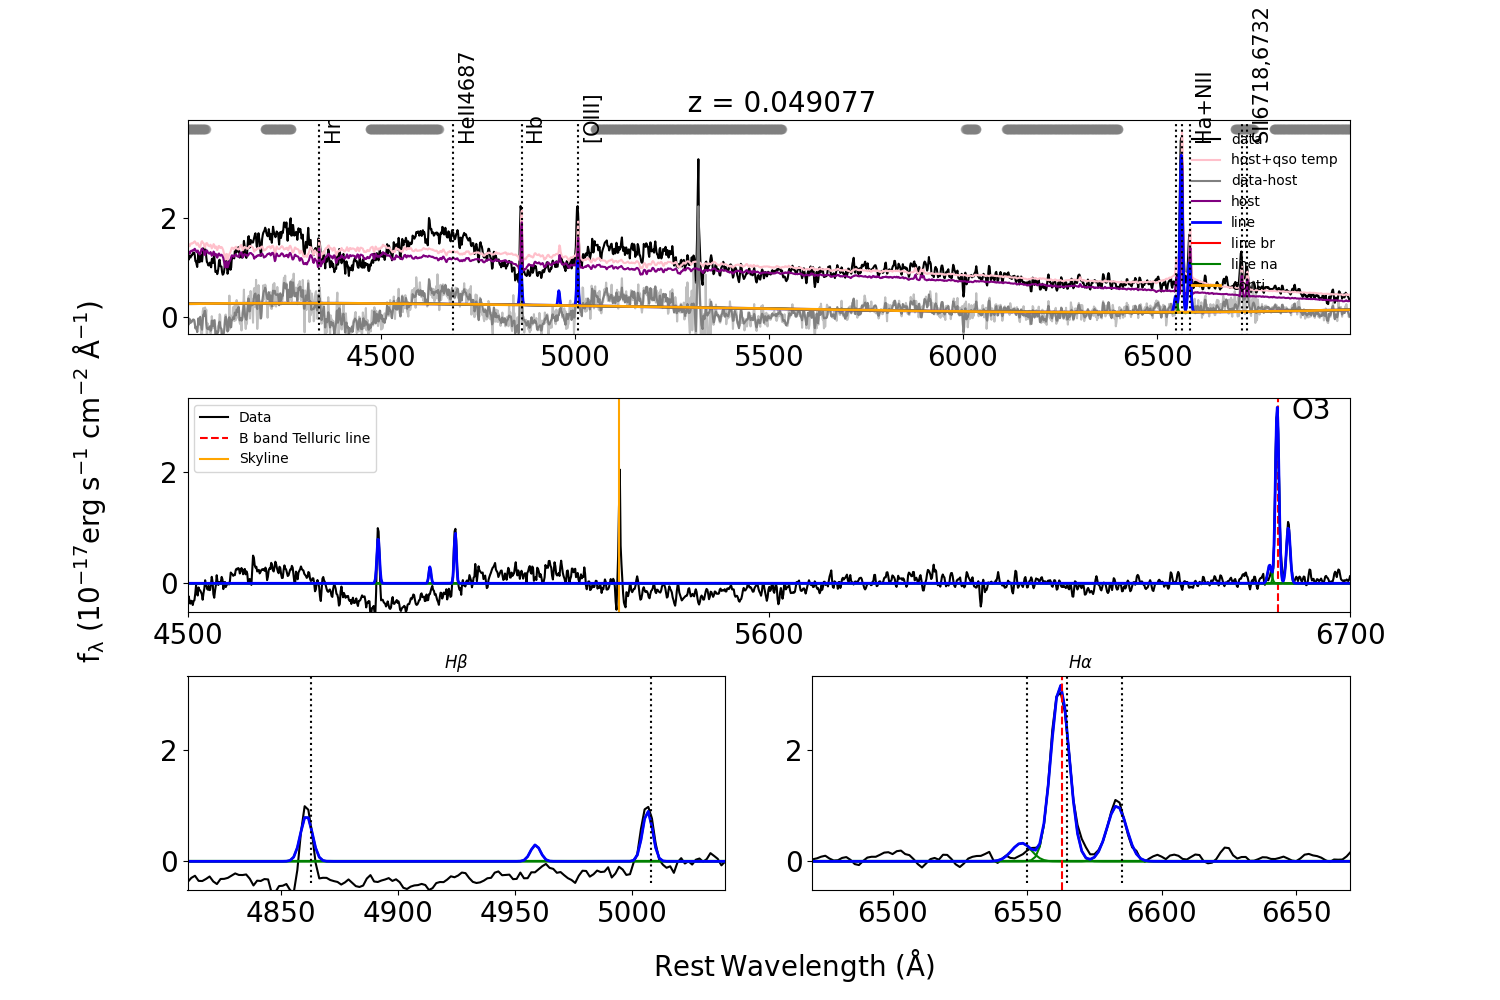 z = 0.049077
Hr
HeII4687
Hb
[OIII]
Ha+NII
SII6718,6732
data
host+qso temp
data-host
host
line
line br
line na
conti
2
0
4500 5000 5500 6000 6500
Data
B band Telluric line
Skyline
O3
2
0
4500 5600 6700
fλ (10⁻¹⁷erg s⁻¹ cm⁻² Å⁻¹)
Hβ
2
0
4850 4900 4950 5000
Hα
2
0
6500 6550 6600 6650
Rest Wavelength (Å)